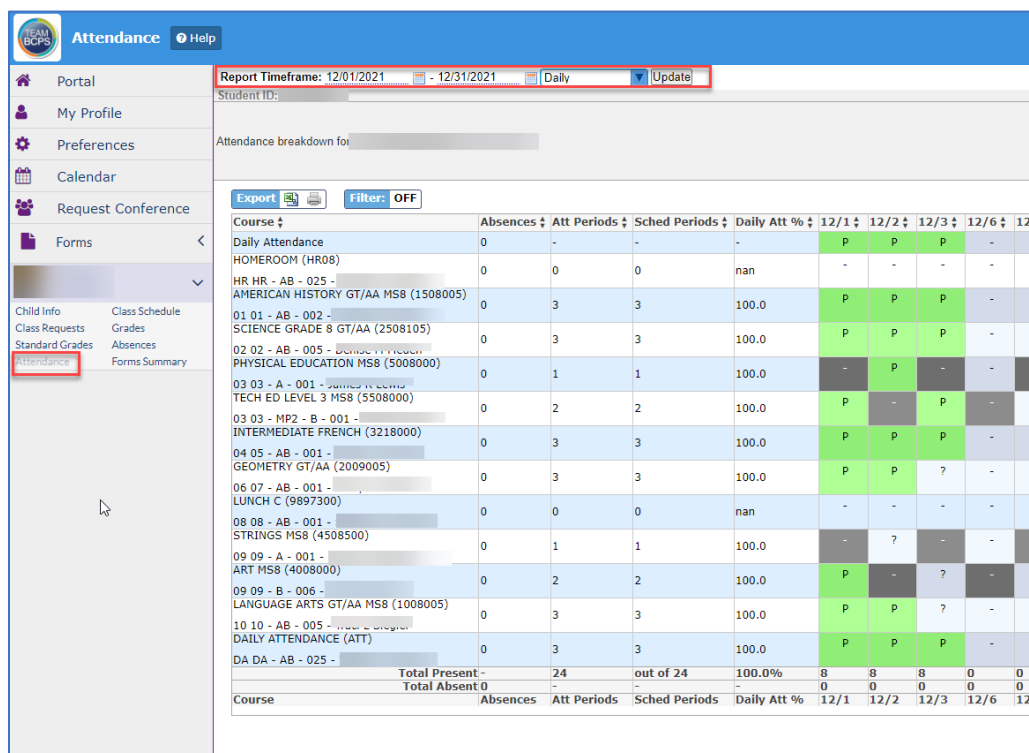 TEAM BCPS
Attendance ? Help
Portal
My Profile
Preferences
Calendar
Request Conference
Forms
Child Info Class Schedule
Class Requests Grades
Standard Grades Absences
Attendance Forms Summary
Report Timeframe: 12/01/2021 - 12/31/2021 Daily Update
Student ID:
Attendance breakdown for
Export Filter: OFF
Course Absences Att Periods Sched Periods Daily Att % 12/1 12/2 12/3 12/6 12
Daily Attendance 0 - - - P P P -
HOMEROOM (HR08)
HR HR - AB - 025 - 0 0 0 nan - - - -
AMERICAN HISTORY GT/AA MS8 (1508005)
01 01 - AB - 002 - 0 3 3 100.0 P P P -
SCIENCE GRADE 8 GT/AA (2508105)
02 02 - AB - 005 - 0 3 3 100.0 P P P -
PHYSICAL EDUCATION MS8 (5008000)
03 03 - A - 001 - 0 1 1 100.0 - P - -
TECH ED LEVEL 3 MS8 (5508000)
03 03 - MP2 - B - 001 - 0 2 2 100.0 P - P -
INTERMEDIATE FRENCH (3218000)
04 05 - AB - 001 - 0 3 3 100.0 P P P -
GEOMETRY GT/AA (2009005)
06 07 - AB - 001 - 0 3 3 100.0 P P ? -
LUNCH C (9897300)
08 08 - AB - 001 - 0 0 0 nan - - - -
STRINGS MS8 (4508500)
09 09 - A - 001 - 0 1 1 100.0 - ? - -
ART MS8 (4008000)
09 09 - B - 006 - 0 2 2 100.0 P - ? -
LANGUAGE ARTS GT/AA MS8 (1008005)
10 10 - AB - 005 - 0 3 3 100.0 P P ? -
DAILY ATTENDANCE (ATT)
DA DA - AB - 025 - 0 3 3 100.0 P P P -
Total Present - 24 out of 24 100.0% 8 8 8 0 0
Total Absent 0 - - - 0 0 0 0 0
Course Absences Att Periods Sched Periods Daily Att % 12/1 12/2 12/3 12/6 12